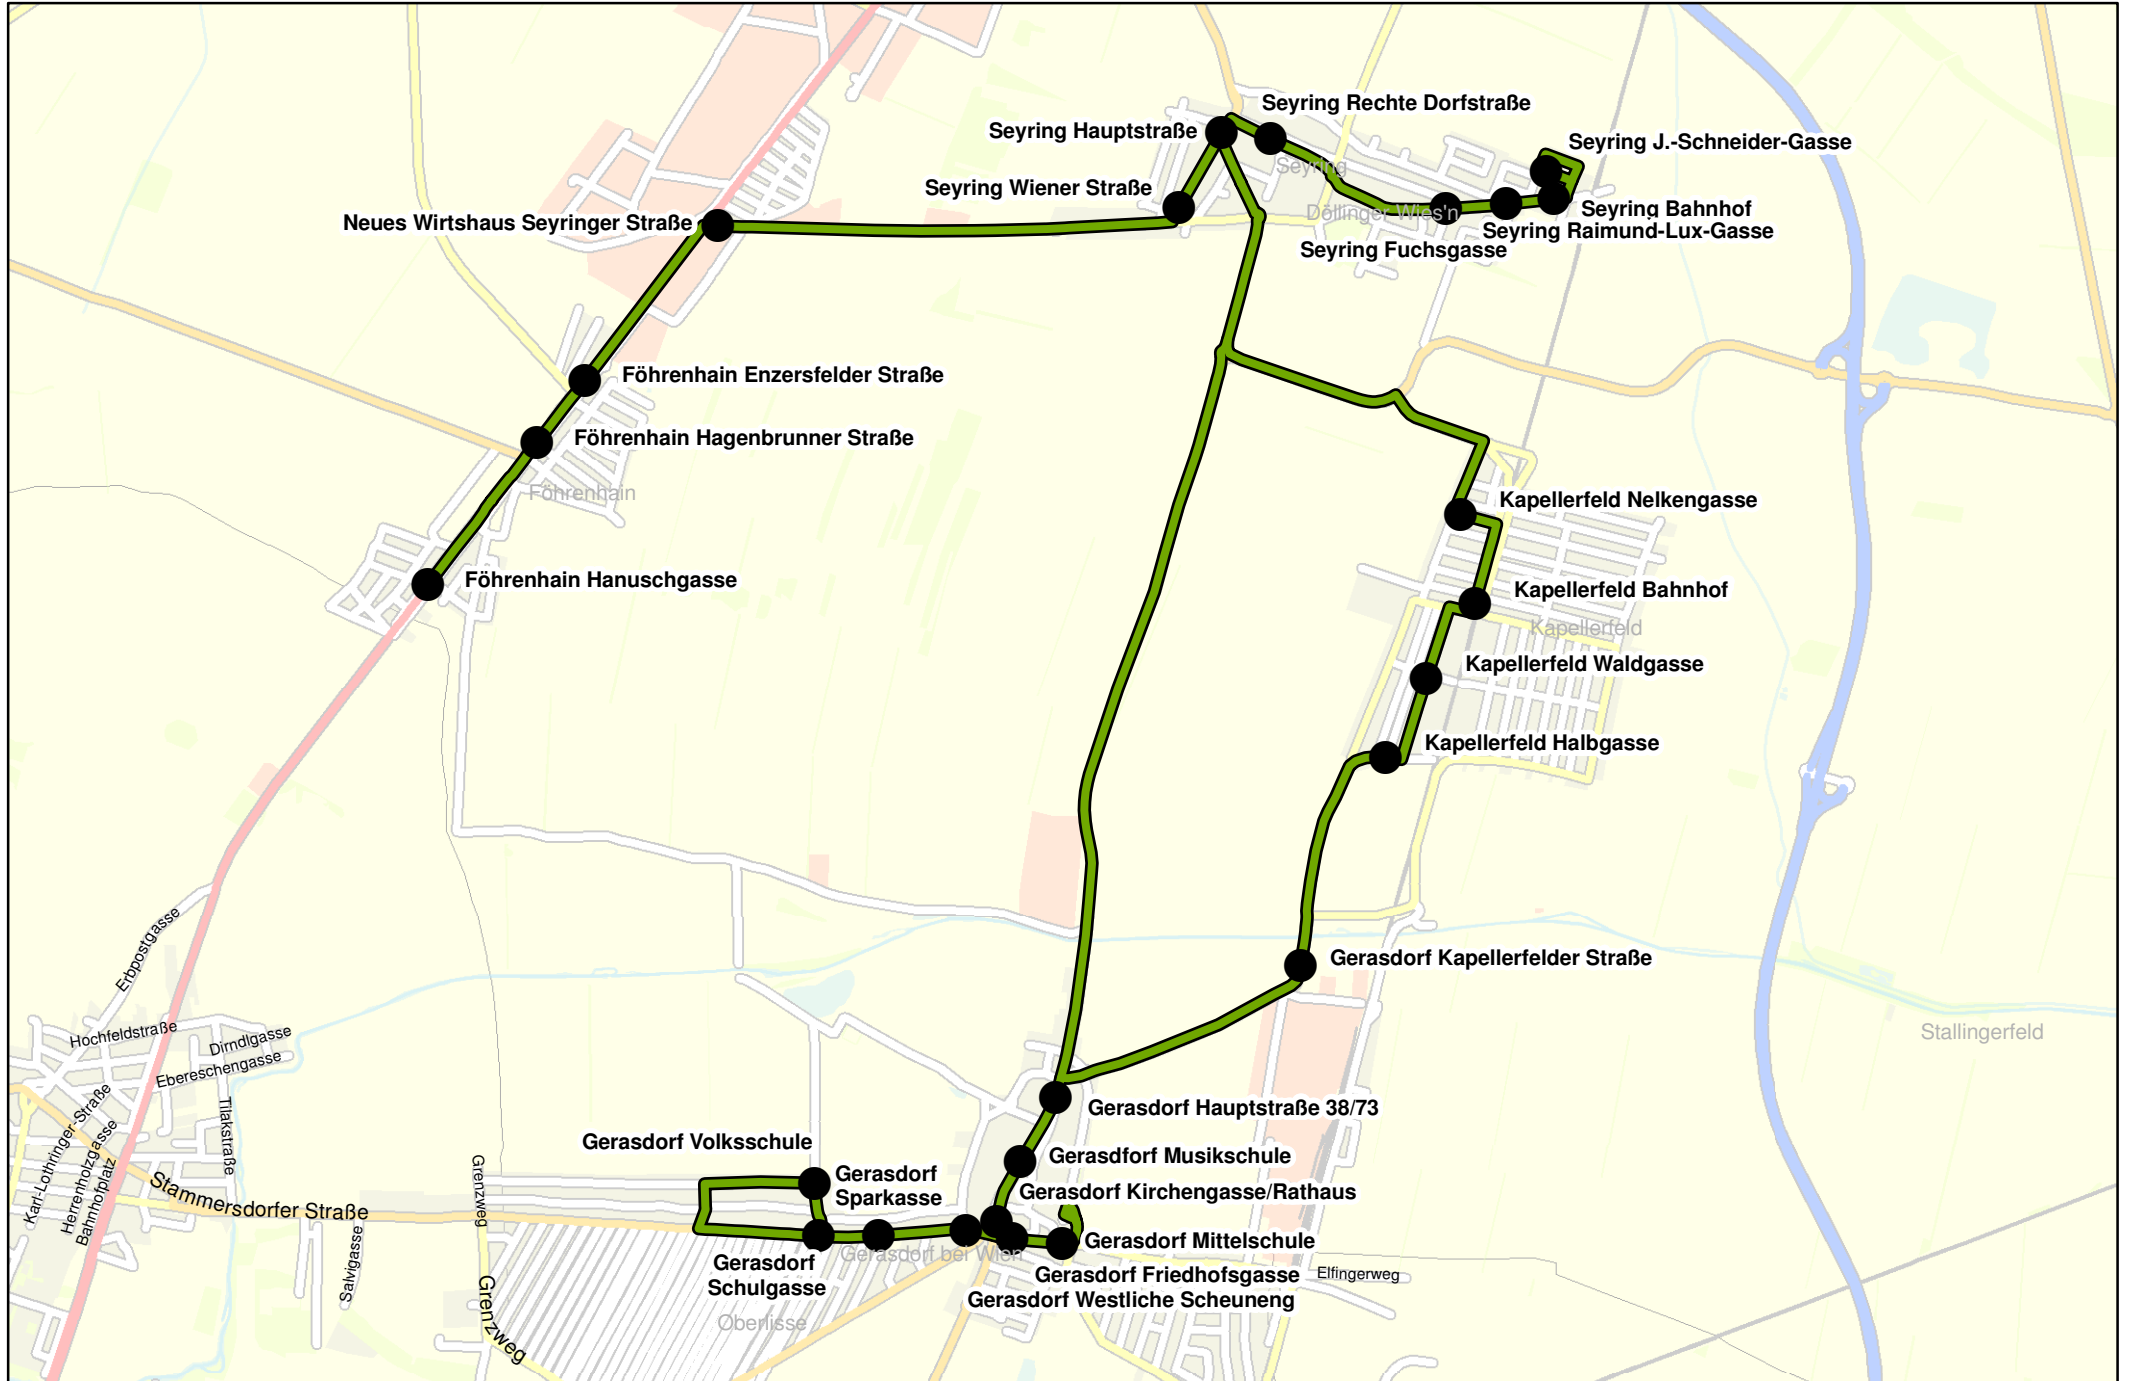 Seyring Rechte Dorfstraße
Seyring Hauptstraße
Seyring J.-Schneider-Gasse
Seyring
Seyring Wiener Straße
Döllinger Wies'n
Seyring Bahnhof
Neues Wirtshaus Seyringer Straße
Seyring Raimund-Lux-Gasse
Seyring Fuchsgasse
Föhrenhain Enzersfelder Straße
Föhrenhain Hagenbrunner Straße
Föhrenhain
Kapellerfeld Nelkengasse
Föhrenhain Hanuschgasse
Kapellerfeld Bahnhof
Kapellerfeld
Kapellerfeld Waldgasse
Kapellerfeld Halbgasse
Erbpostgasse
Gerasdorf Kapellerfelder Straße
Stallingerfeld
Hochfeldstraße
Dirndlgasse
Ebereschengasse
Tilakstraße
Karl-Lothringer-Straße
Herrenholzgasse
Bahnhofplatz
Gerasdorf Hauptstraße 38/73
Gerasdorf Volksschule
Gerasdforf Musikschule
Gerasdorf
Sparkasse
Gerasdorf Kirchengasse/Rathaus
Stammersdorfer Straße
Grenzweg
Gerasdorf Mittelschule
Gerasdorf bei Wien
Salvigasse
Gerasdorf
Schulgasse
Gerasdorf Friedhofsgasse
Elfingerweg
Gerasdorf Westliche Scheuneng
Grenzweg
Oberlisse